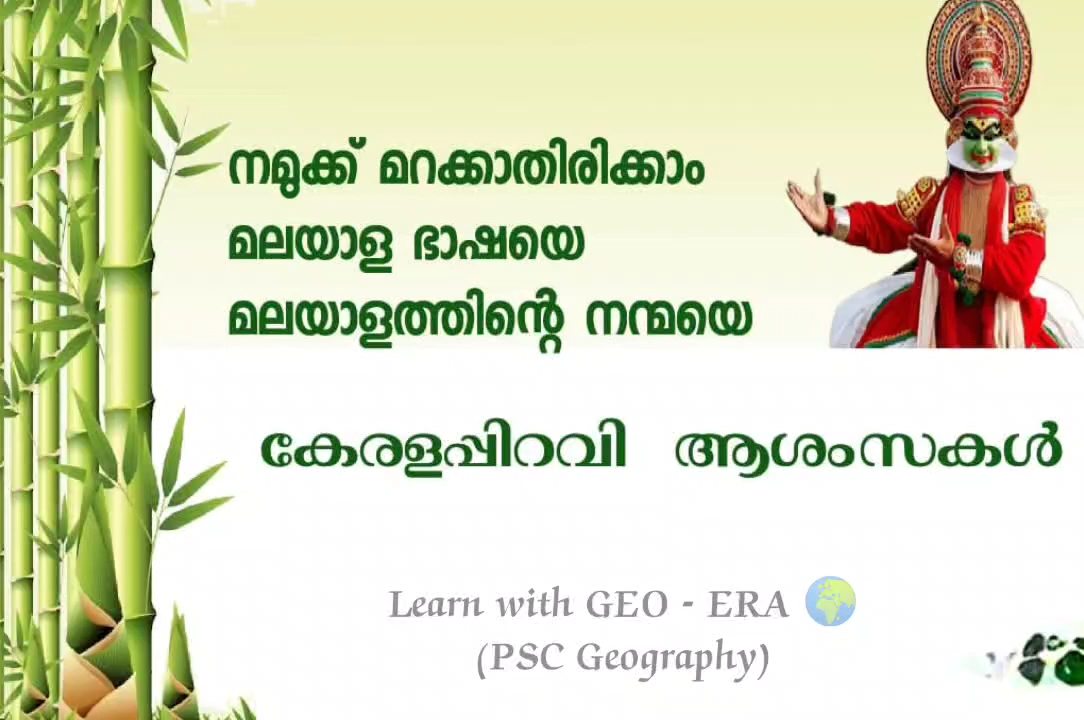 നമുക്ക് മറക്കാതിരിക്കാം
മലയാള ഭാഷയെ
മലയാളത്തിന്റെ നന്മയെ
കേരളപ്പിറവി ആശംസകൾ
Learn with GEO - ERA
(PSC Geography)